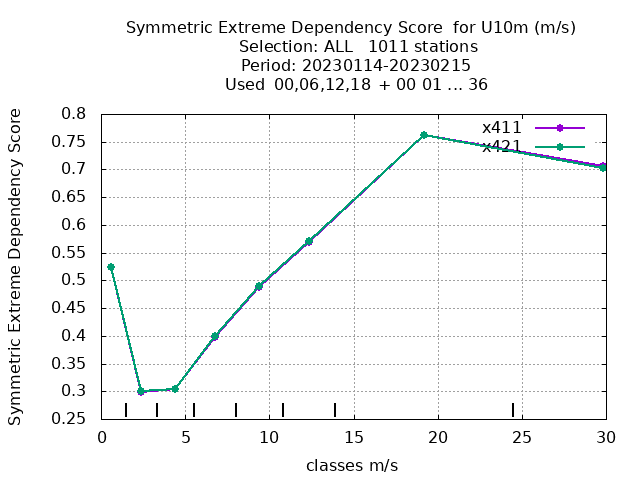 Symmetric Extreme Dependency Score  for U10m (m/s)
Selection: ALL   1011 stations
Period: 20230114-20230215
Used  00,06,12,18  + 00 01 ... 36
Symmetric Extreme Dependency Score
0.8
0.75
0.7
0.65
0.6
0.55
0.5
0.45
0.4
0.35
0.3
0.25
x411
x421
0 5 10 15 20 25 30
classes m/s